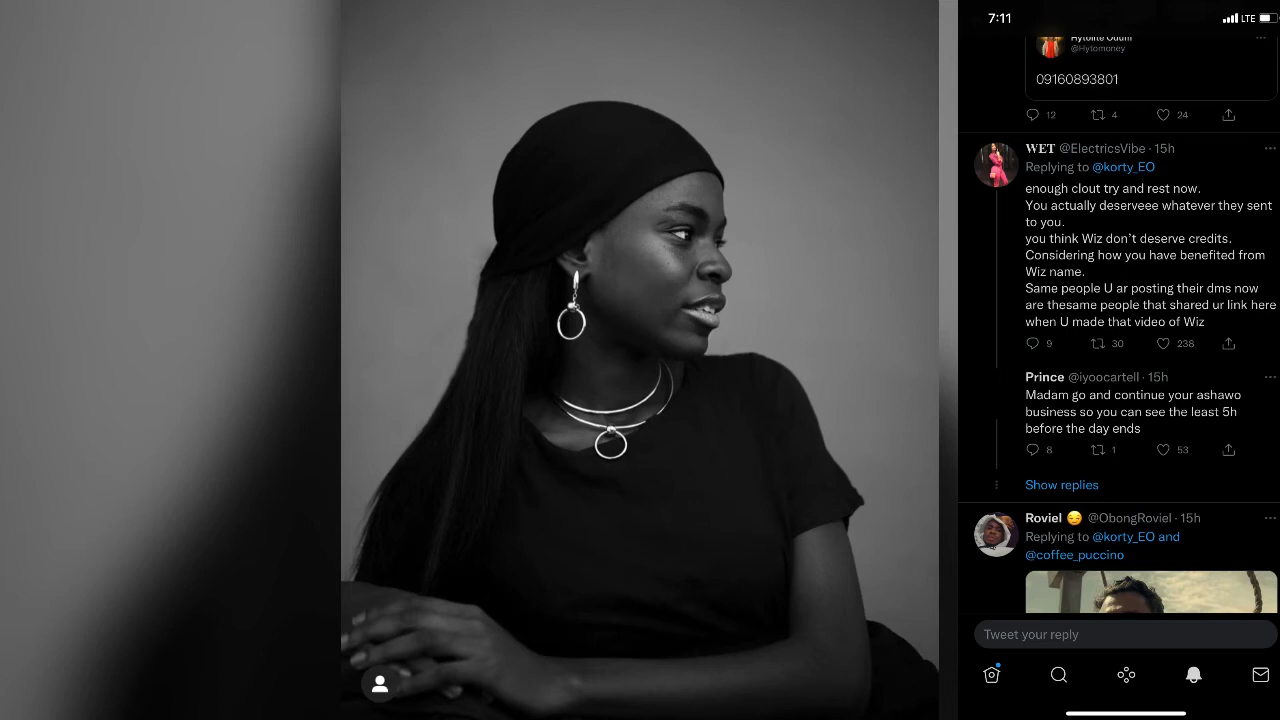 7:11
LTE
Hytolite Odum
@Hytomoney
09160893801
12 4 24
WET @ElectricsVibe · 15h
Replying to @korty_EO
enough clout try and rest now.
You actually deserveee whatever they sent
to you.
you think Wiz don't deserve credits.
Considering how you have benefited from
Wiz name.
Same people U ar posting their dms now
are thesame people that shared ur link here
when U made that video of Wiz
9 30 238
Prince @iyoocartell · 15h
Madam go and continue your ashawo
business so you can see the least 5h
before the day ends
8 1 53
Show replies
Roviel 😏 @ObongRoviel · 15h
Replying to @korty_EO and
@coffee_puccino
Tweet your reply